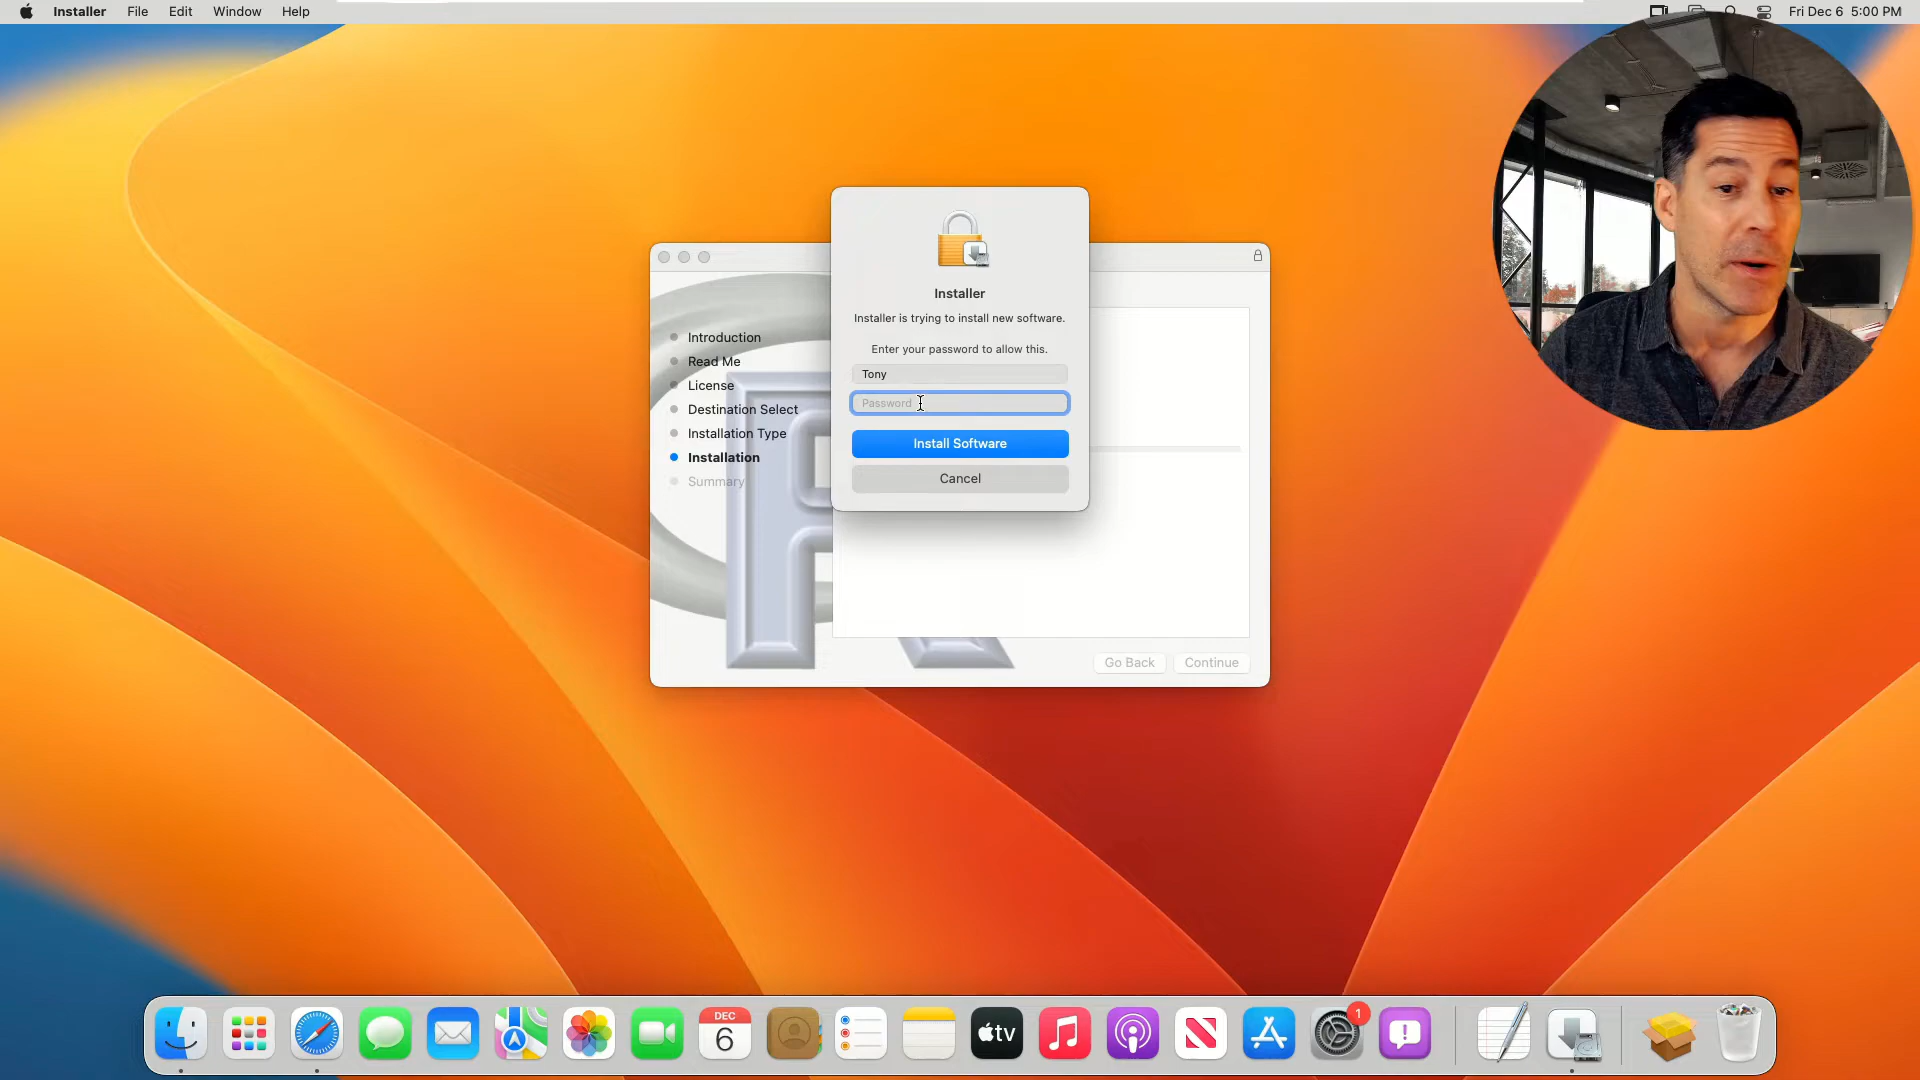 Installer File Edit Window Help Fri Dec 6 5:00 PM
Installer
Installer is trying to install new software.
Enter your password to allow this.
Tony
Password
Install Software
Cancel
Introduction
Read Me
License
Destination Select
Installation Type
Installation
Summary
R
Go Back Continue
DEC
6
tv
1